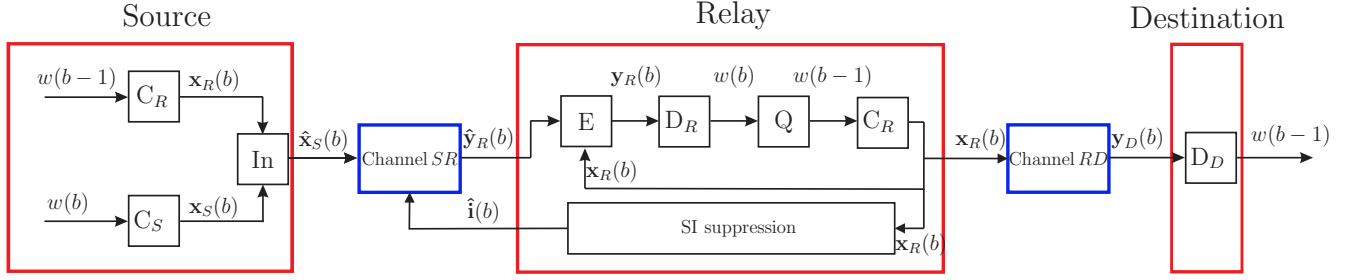 Source
Relay
Destination
w(b−1)
C_R
x_R(b)
w(b)
C_S
x_S(b)
In
x̂_S(b)
Channel SR
ŷ_R(b)
E
y_R(b)
D_R
w(b)
Q
w(b−1)
C_R
x_R(b)
x_R(b)
SI suppression
x_R(b)
î(b)
Channel RD
y_D(b)
D_D
w(b−1)